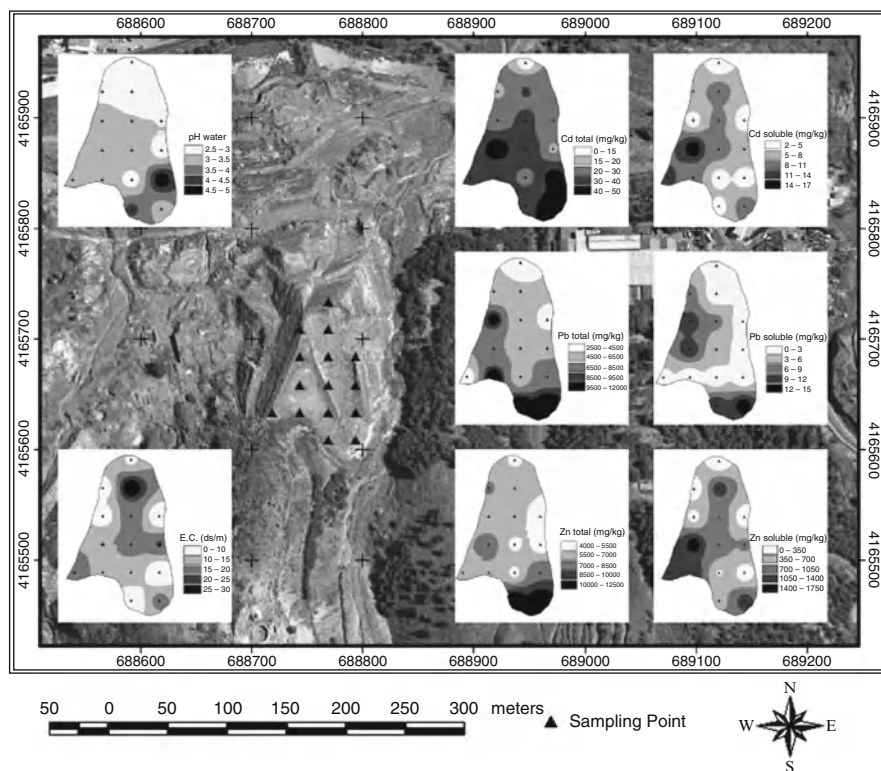 688600 688700 688800 688900 689000 689100 689200
4165900
4165800
4165700
4165600
4165500
4165900
4165800
4165700
4165600
4165500
pH water
2.5 – 3
3 – 3.5
3.5 – 4
4 – 4.5
4.5 – 5
Cd total (mg/kg)
0 – 15
15 – 20
20 – 30
30 – 40
40 – 50
Cd soluble (mg/kg)
2 – 5
5 – 8
8 – 11
11 – 14
14 – 17
Pb total (mg/kg)
2500 – 4500
4500 – 6500
6500 – 8500
8500 – 9500
9500 – 12000
Pb soluble (mg/kg)
0 – 3
3 – 6
6 – 9
9 – 12
12 – 15
E.C. (ds/m)
0 – 10
10 – 15
15 – 20
20 – 25
25 – 30
Zn total (mg/kg)
4000 – 5500
5500 – 7000
7000 – 8500
8500 – 10000
10000 – 12500
Zn soluble (mg/kg)
0 – 350
350 – 700
700 – 1050
1050 – 1400
1400 – 1750
688600 688700 688800 688900 689000 689100 689200
50 0 50 100 150 200 250 300 meters
Sampling Point
N
W E
S